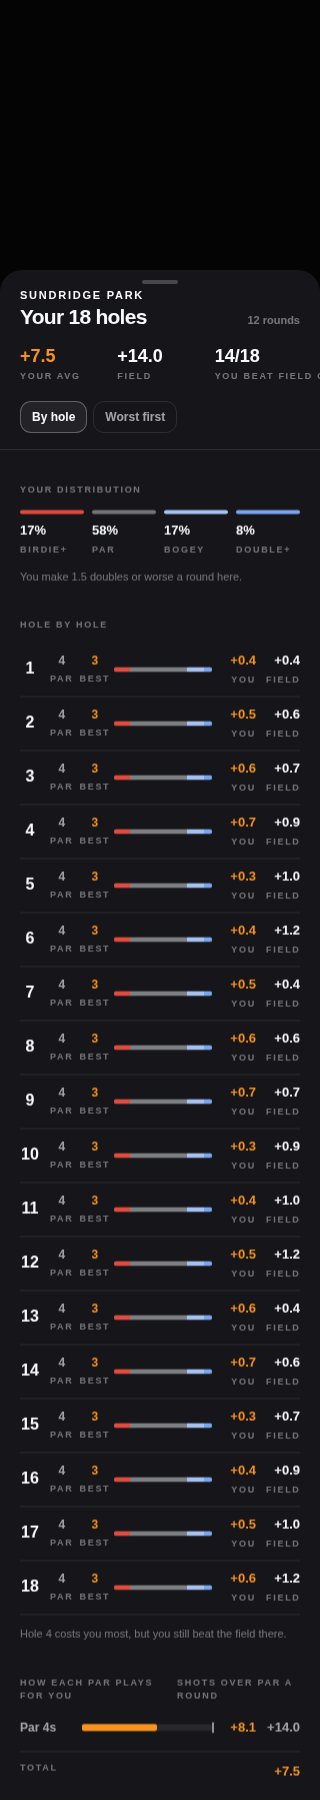 SUNDRIDGE PARK
Your 18 holes 12 rounds
+7.5 +14.0 14/18
YOUR AVG FIELD YOU BEAT FIELD
By hole Worst first
YOUR DISTRIBUTION
17% 58% 17% 8%
BIRDIE+ PAR BOGEY DOUBLE+
You make 1.5 doubles or worse a round here.
HOLE BY HOLE
1 4 3 +0.4 +0.4
PAR BEST YOU FIELD
2 4 3 +0.5 +0.6
PAR BEST YOU FIELD
3 4 3 +0.6 +0.7
PAR BEST YOU FIELD
4 4 3 +0.7 +0.9
PAR BEST YOU FIELD
5 4 3 +0.3 +1.0
PAR BEST YOU FIELD
6 4 3 +0.4 +1.2
PAR BEST YOU FIELD
7 4 3 +0.5 +0.4
PAR BEST YOU FIELD
8 4 3 +0.6 +0.6
PAR BEST YOU FIELD
9 4 3 +0.7 +0.7
PAR BEST YOU FIELD
10 4 3 +0.3 +0.9
PAR BEST YOU FIELD
11 4 3 +0.4 +1.0
PAR BEST YOU FIELD
12 4 3 +0.5 +1.2
PAR BEST YOU FIELD
13 4 3 +0.6 +0.4
PAR BEST YOU FIELD
14 4 3 +0.7 +0.6
PAR BEST YOU FIELD
15 4 3 +0.3 +0.7
PAR BEST YOU FIELD
16 4 3 +0.4 +0.9
PAR BEST YOU FIELD
17 4 3 +0.5 +1.0
PAR BEST YOU FIELD
18 4 3 +0.6 +1.2
PAR BEST YOU FIELD
Hole 4 costs you most, but you still beat the field there.
HOW EACH PAR PLAYS SHOTS OVER PAR A
FOR YOU ROUND
Par 4s +8.1 +14.0
TOTAL +7.5